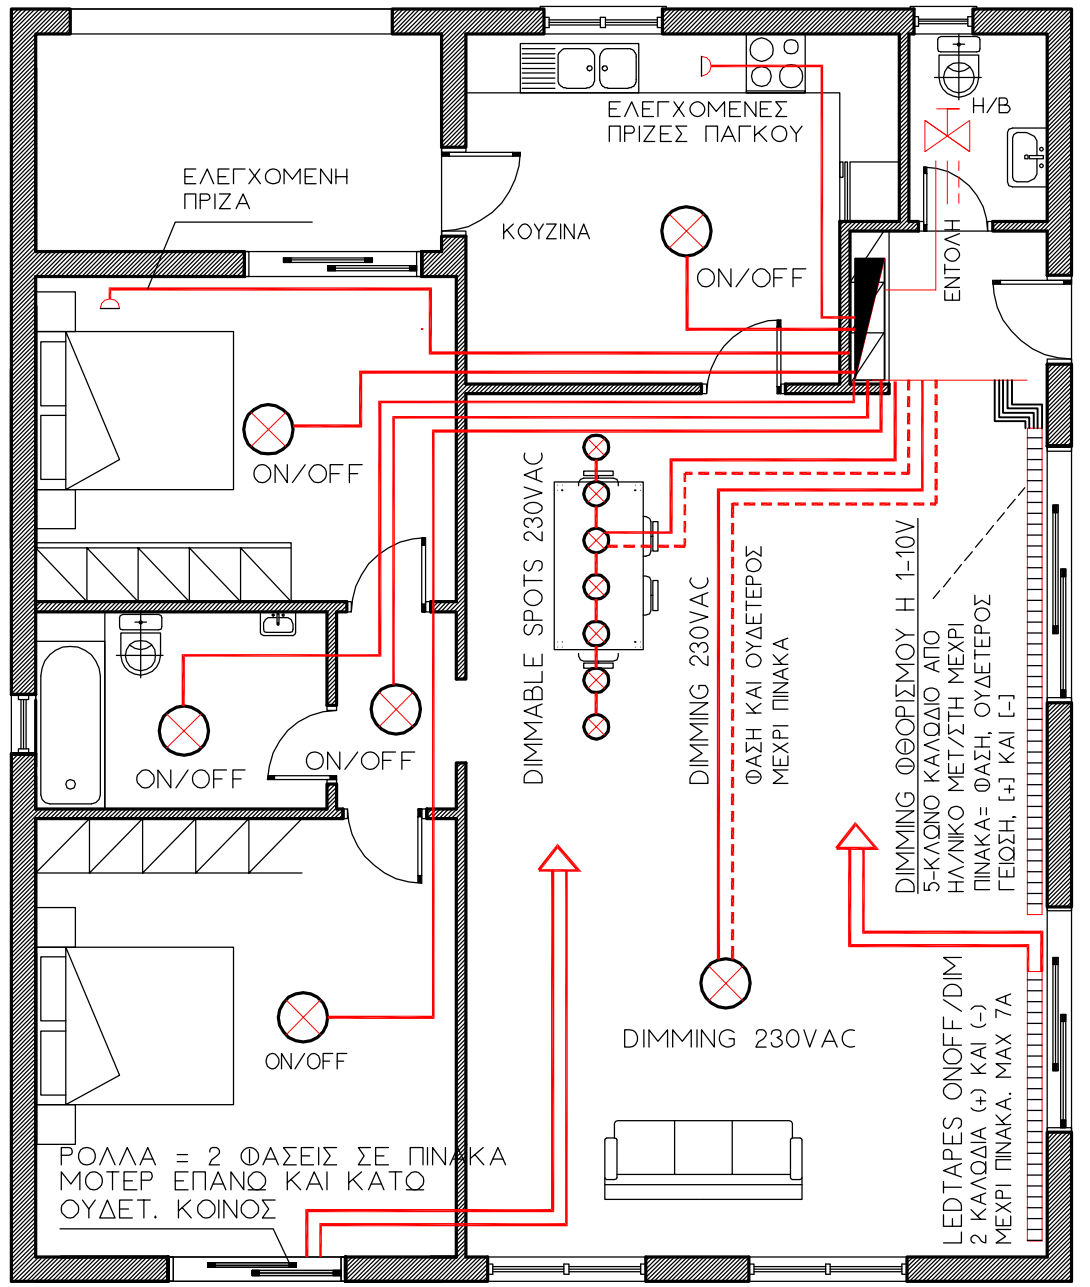 ΕΛΕΓΧΟΜΕΝΕΣ
ΠΡΙΖΕΣ ΠΑΓΚΟΥ
Η/Β
ΕΛΕΓΧΟΜΕΝΗ
ΠΡΙΖΑ
ΚΟΥΖΙΝΑ
ON/OFF
ΕΝΤΟΛΗ
ON/OFF
DIMMABLE SPOTS 230VAC
DIMMING 230VAC
ΦΑΣΗ ΚΑΙ ΟΥΔΕΤΕΡΟΣ
ΜΕΧΡΙ ΠΙΝΑΚΑ
DIMMING ΦΘΟΡΙΣΜΟΥ Η 1-10V
5-ΚΛΩΝΟ ΚΑΛΩΔΙΟ ΑΠΟ
ΗΛ/ΝΙΚΟ ΜΕΤ/ΣΤΗ ΜΕΧΡΙ
ΠΙΝΑΚΑ= ΦΑΣΗ, ΟΥΔΕΤΕΡΟΣ
ΓΕΙΩΣΗ, [+] ΚΑΙ [-]
ON/OFF
ON/OFF
DIMMING 230VAC
ON/OFF
LEDTAPES ONOFF/DIM
2 ΚΑΛΩΔΙΑ (+) ΚΑΙ (-)
ΜΕΧΡΙ ΠΙΝΑΚΑ. MAX 7A
ΡΟΛΛΑ = 2 ΦΑΣΕΙΣ ΣΕ ΠΙΝΑΚΑ
ΜΟΤΕΡ ΕΠΑΝΩ ΚΑΙ ΚΑΤΩ
ΟΥΔΕΤ. ΚΟΙΝΟΣ